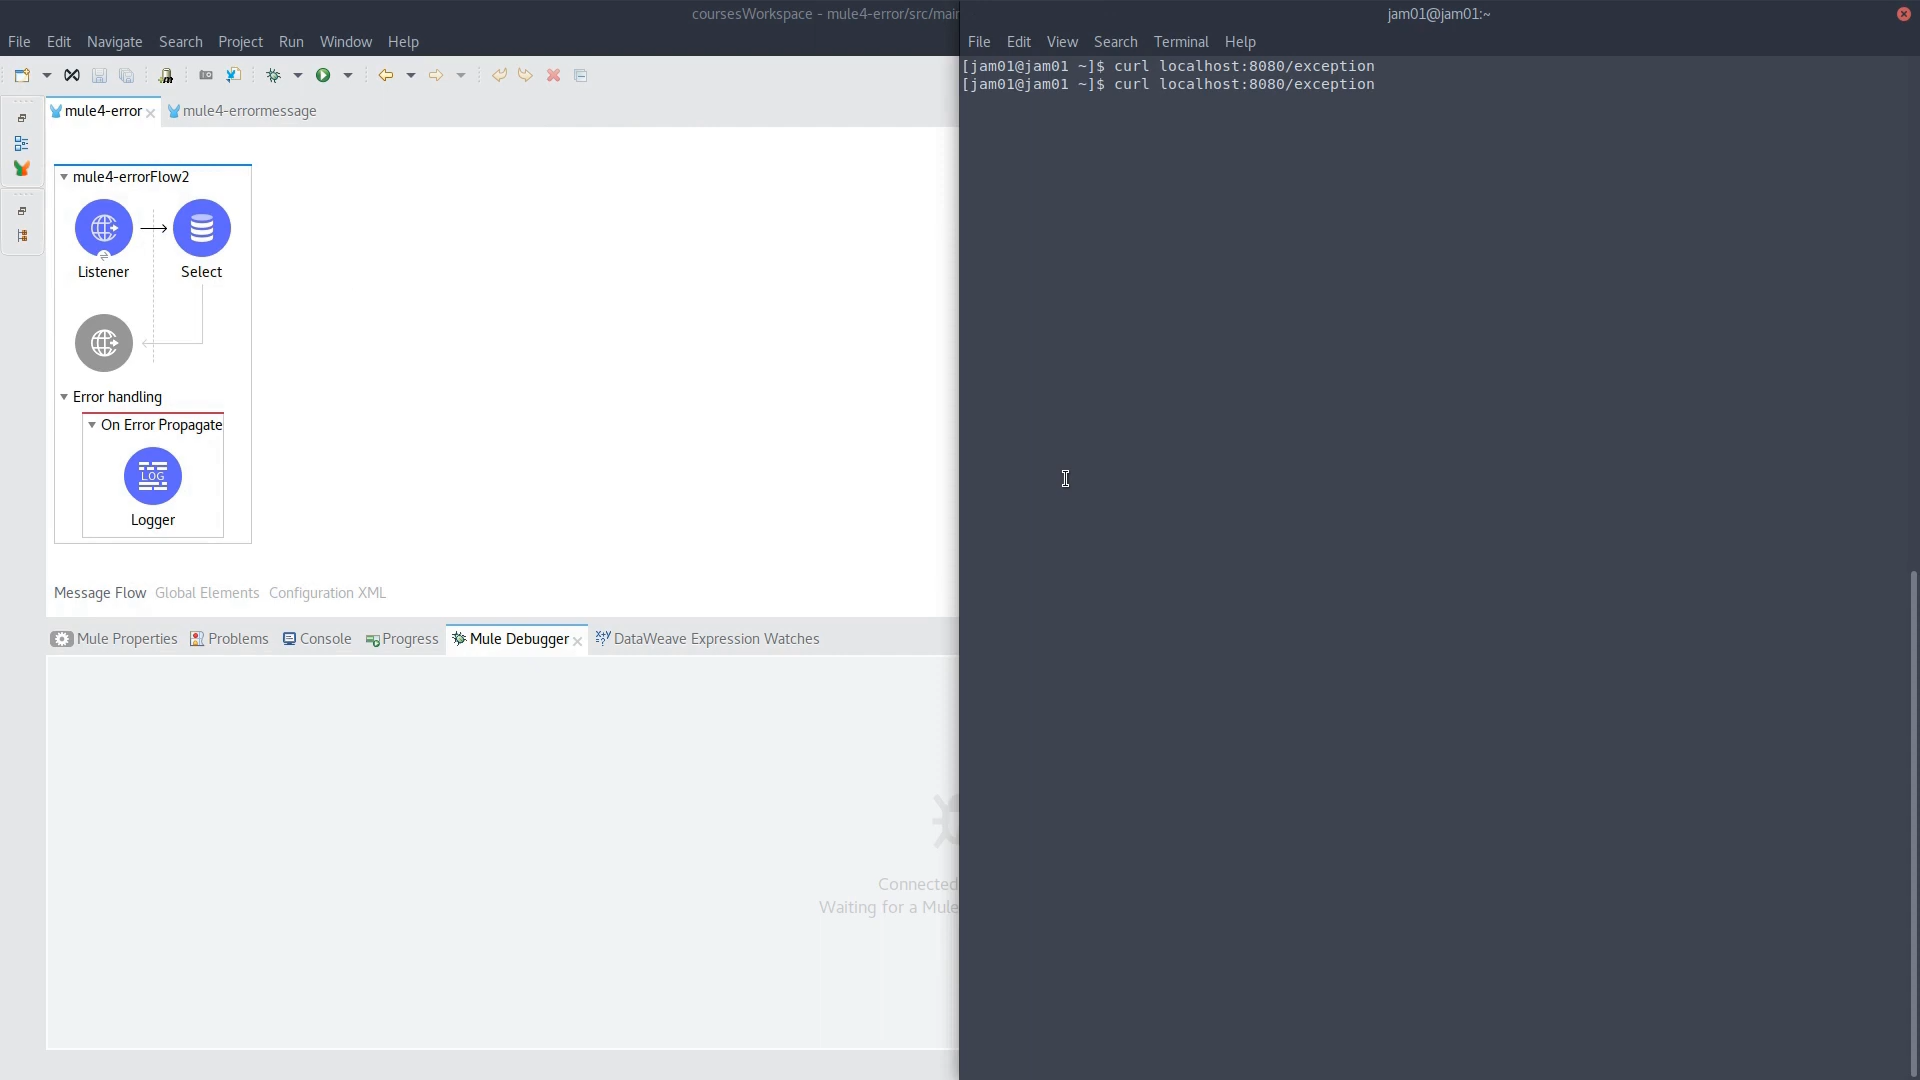 coursesWorkspace - mule4-error/src/mai
jam01@jam01:~
File Edit Navigate Search Project Run Window Help
File Edit View Search Terminal Help
[jam01@jam01 ~]$ curl localhost:8080/exception
[jam01@jam01 ~]$ curl localhost:8080/exception
mule4-error mule4-errormessage
mule4-errorFlow2
Listener Select
Error handling
On Error Propagate
LOG
Logger
Message Flow Global Elements Configuration XML
Mule Properties Problems Console Progress Mule Debugger DataWeave Expression Watches
Connected
Waiting for a Mule